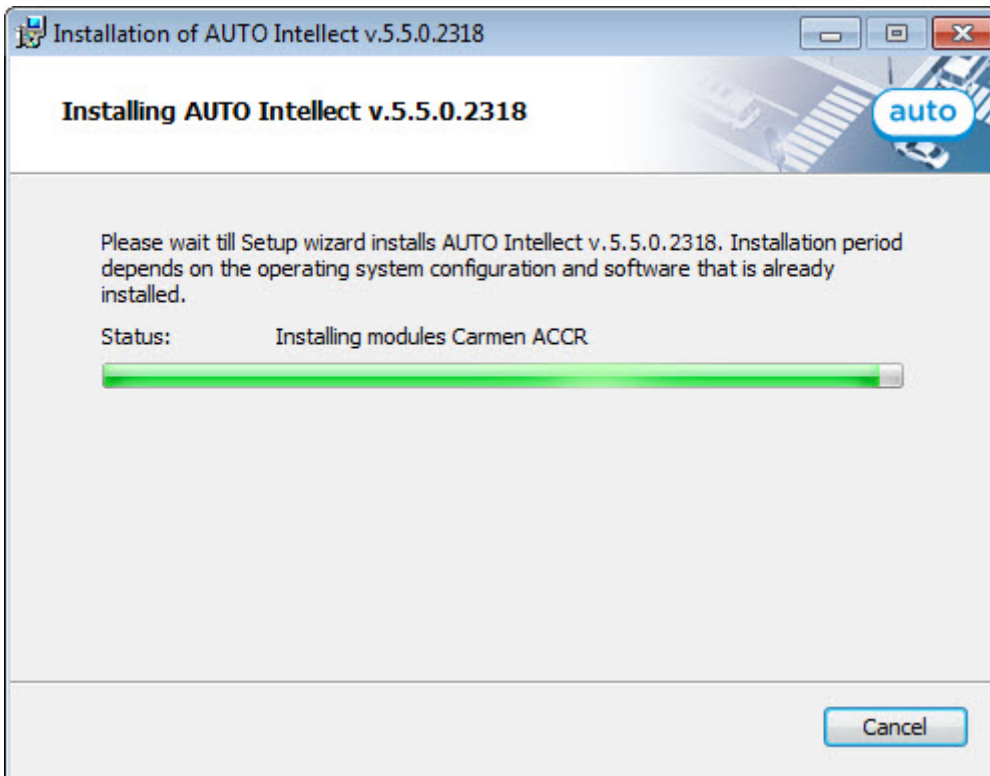 Installation of AUTO Intellect v.5.5.0.2318
Installing AUTO Intellect v.5.5.0.2318
auto
Please wait till Setup wizard installs AUTO Intellect v.5.5.0.2318. Installation period
depends on the operating system configuration and software that is already
installed.
Status: Installing modules Carmen ACCR
Cancel